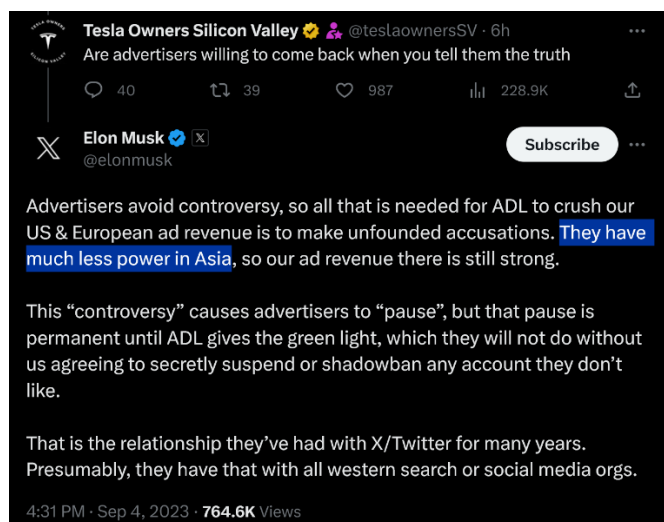 Tesla Owners Silicon Valley @teslaownersSV · 6h
Are advertisers willing to come back when you tell them the truth
40 39 987 228.9K
Elon Musk X
Subscribe
@elonmusk
Advertisers avoid controversy, so all that is needed for ADL to crush our
US & European ad revenue is to make unfounded accusations. They have
much less power in Asia, so our ad revenue there is still strong.
This “controversy” causes advertisers to “pause”, but that pause is
permanent until ADL gives the green light, which they will not do without
us agreeing to secretly suspend or shadowban any account they don’t
like.
That is the relationship they’ve had with X/Twitter for many years.
Presumably, they have that with all western search or social media orgs.
4:31 PM · Sep 4, 2023 · 764.6K Views